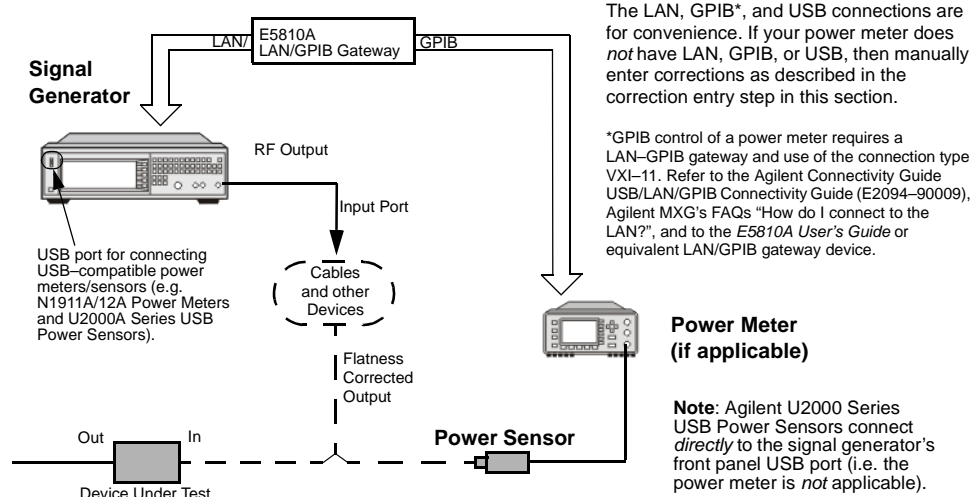 The LAN, GPIB*, and USB connections are
for convenience. If your power meter does
not have LAN, GPIB, or USB, then manually
enter corrections as described in the
correction entry step in this section.
*GPIB control of a power meter requires a
LAN–GPIB gateway and use of the connection type
VXI–11. Refer to the Agilent Connectivity Guide
USB/LAN/GPIB Connectivity Guide (E2094–90009),
Agilent MXG's FAQs “How do I connect to the
LAN?”, and to the E5810A User's Guide or
equivalent LAN/GPIB gateway device.
LAN/
E5810A
LAN/GPIB Gateway
GPIB
Signal
Generator
RF Output
Input Port
USB port for connecting
USB–compatible power
meters/sensors (e.g.
N1911A/12A Power Meters
and U2000A Series USB
Power Sensors).
Cables
and other
Devices
Power Meter
(if applicable)
Flatness
Corrected
Output
Note: Agilent U2000 Series
USB Power Sensors connect
directly to the signal generator's
front panel USB port (i.e. the
power meter is not applicable).
Out
In
Power Sensor
Device Under Test